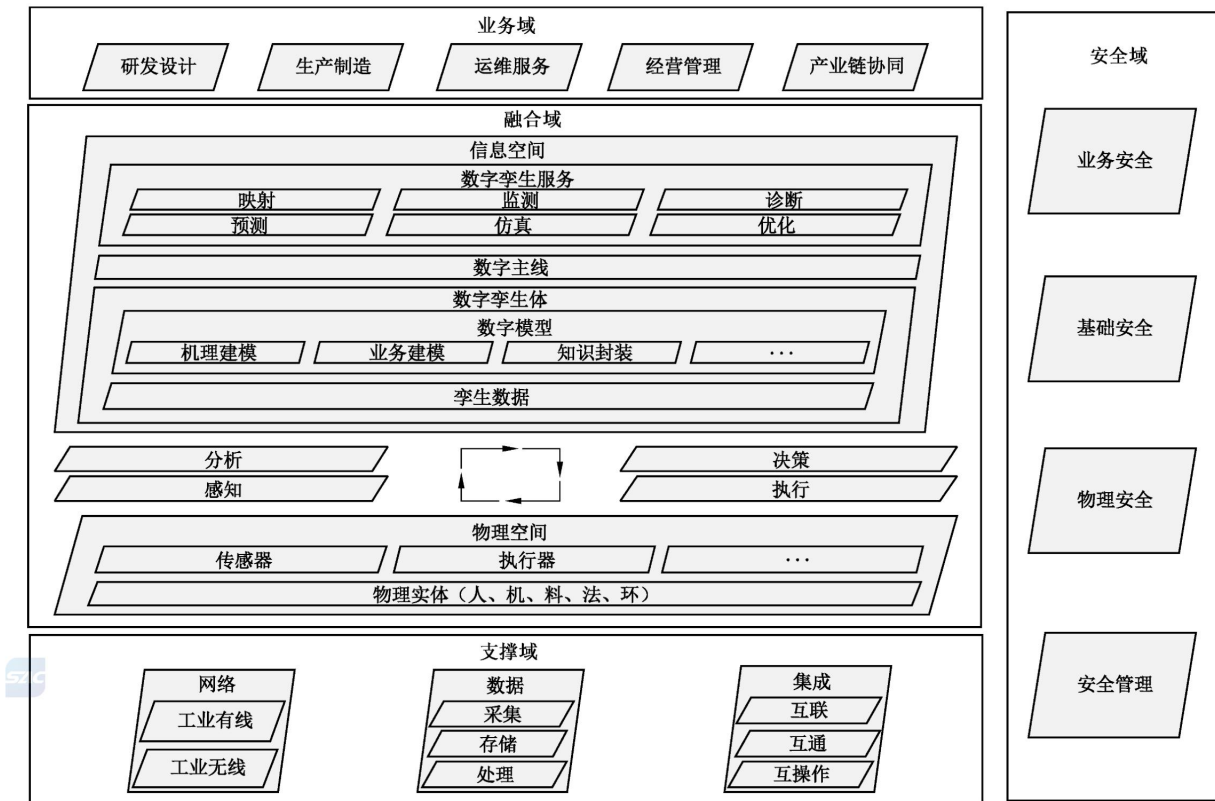 业务域
研发设计 生产制造 运维服务 经营管理 产业链协同
融合域
信息空间
数字孪生服务
映射 监测 诊断
预测 仿真 优化
数字主线
数字孪生体
数字模型
机理建模 业务建模 知识封装 ···
孪生数据
分析 决策
感知 执行
物理空间
传感器 执行器 ···
物理实体（人、机、料、法、环）
支撑域
网络 数据 集成
工业有线 采集 互联
存储 互通
工业无线 处理 互操作
安全域
业务安全
基础安全
物理安全
安全管理
SZIC